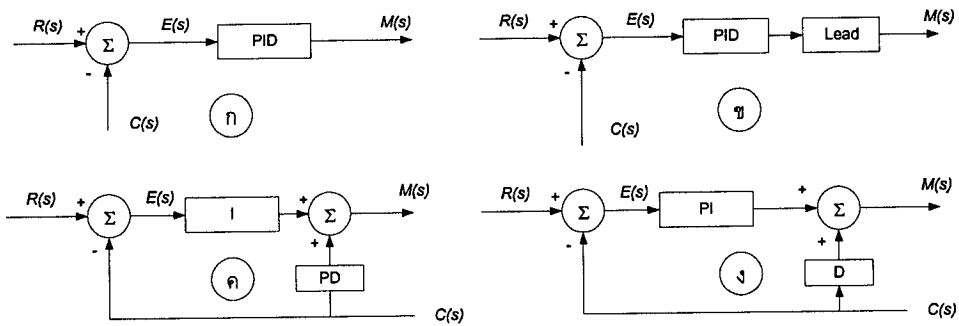 R(s) + Σ E(s) PID M(s)
-
C(s)
ก
R(s) + Σ E(s) PID Lead M(s)
-
C(s)
ข
R(s) + Σ E(s) I + Σ M(s)
- +
PD
ค
C(s)
R(s) + Σ E(s) PI + Σ M(s)
- +
D
ง
C(s)